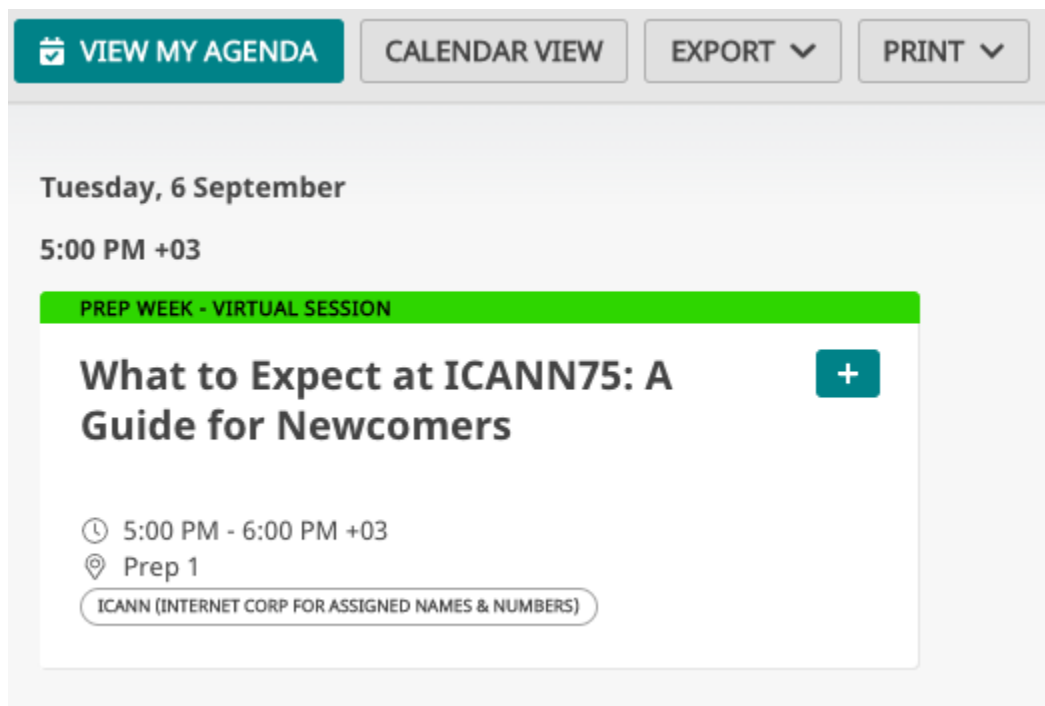 VIEW MY AGENDA CALENDAR VIEW EXPORT PRINT
Tuesday, 6 September
5:00 PM +03
PREP WEEK - VIRTUAL SESSION
What to Expect at ICANN75: A
Guide for Newcomers
+
5:00 PM - 6:00 PM +03
Prep 1
ICANN (INTERNET CORP FOR ASSIGNED NAMES & NUMBERS)